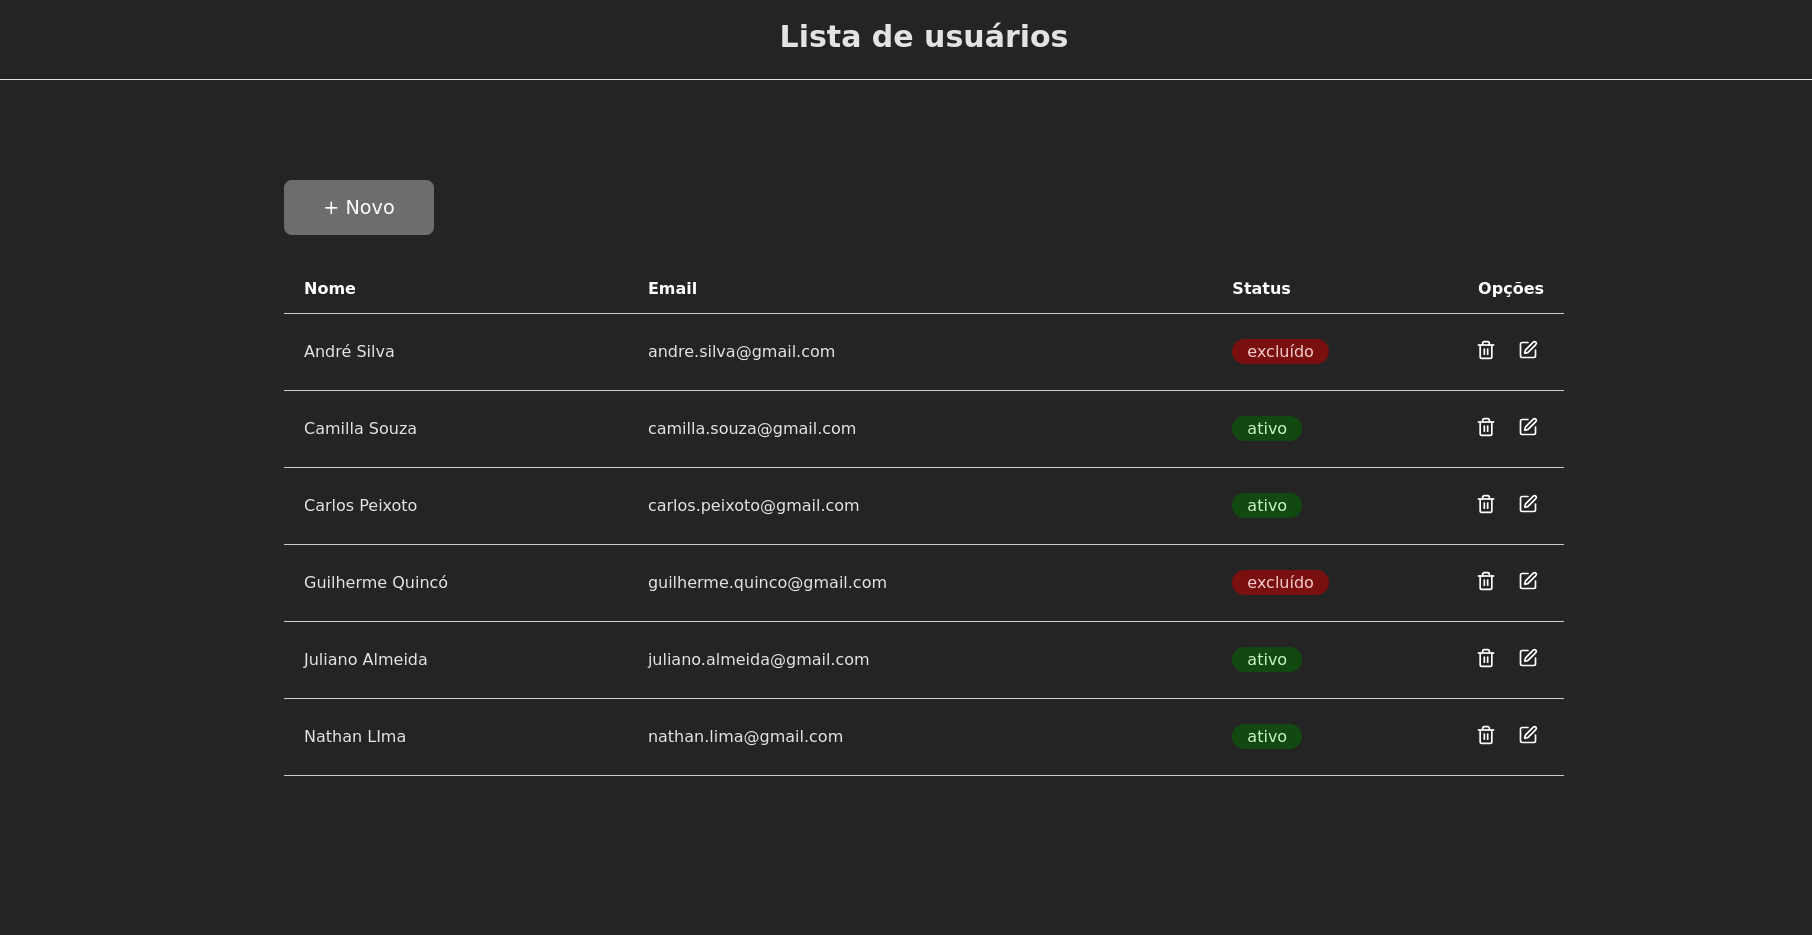 Lista de usuários
+ Novo
Nome Email Status Opções
André Silva andre.silva@gmail.com excluído
Camilla Souza camilla.souza@gmail.com ativo
Carlos Peixoto carlos.peixoto@gmail.com ativo
Guilherme Quincó guilherme.quinco@gmail.com excluído
Juliano Almeida juliano.almeida@gmail.com ativo
Nathan LIma nathan.lima@gmail.com ativo